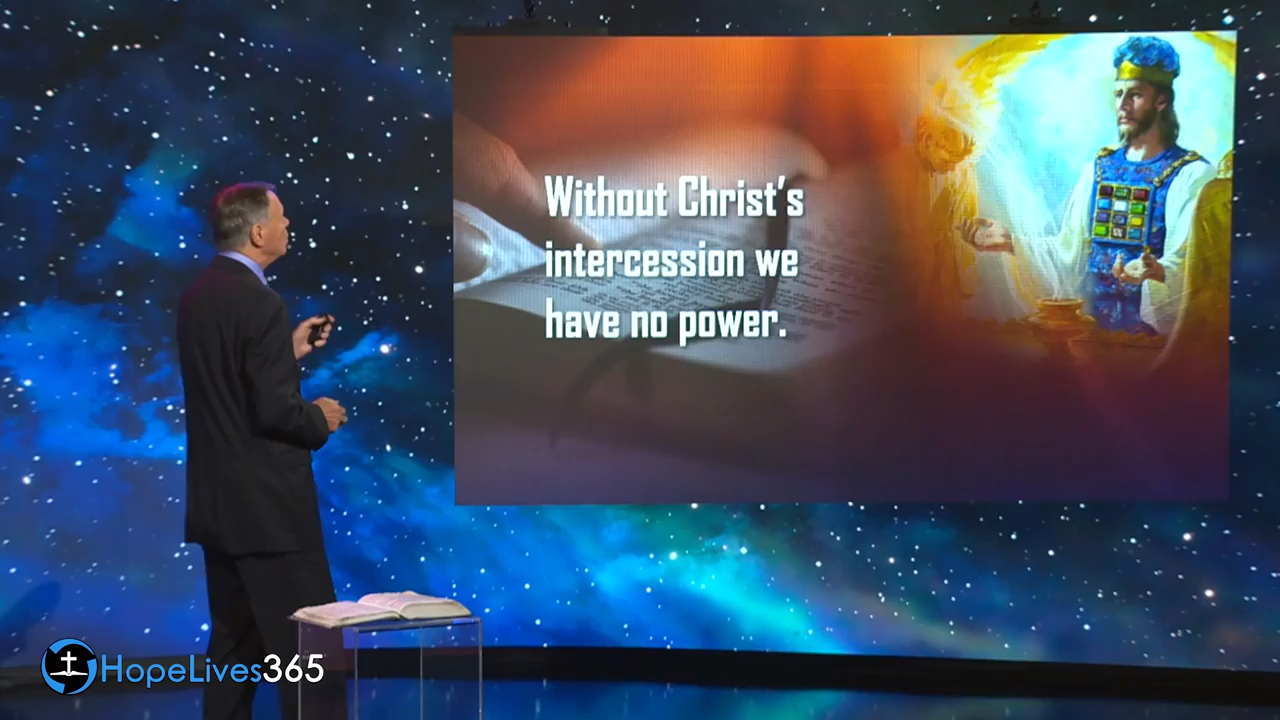 Without Christ's
intercession we
have no power.
HopeLives365